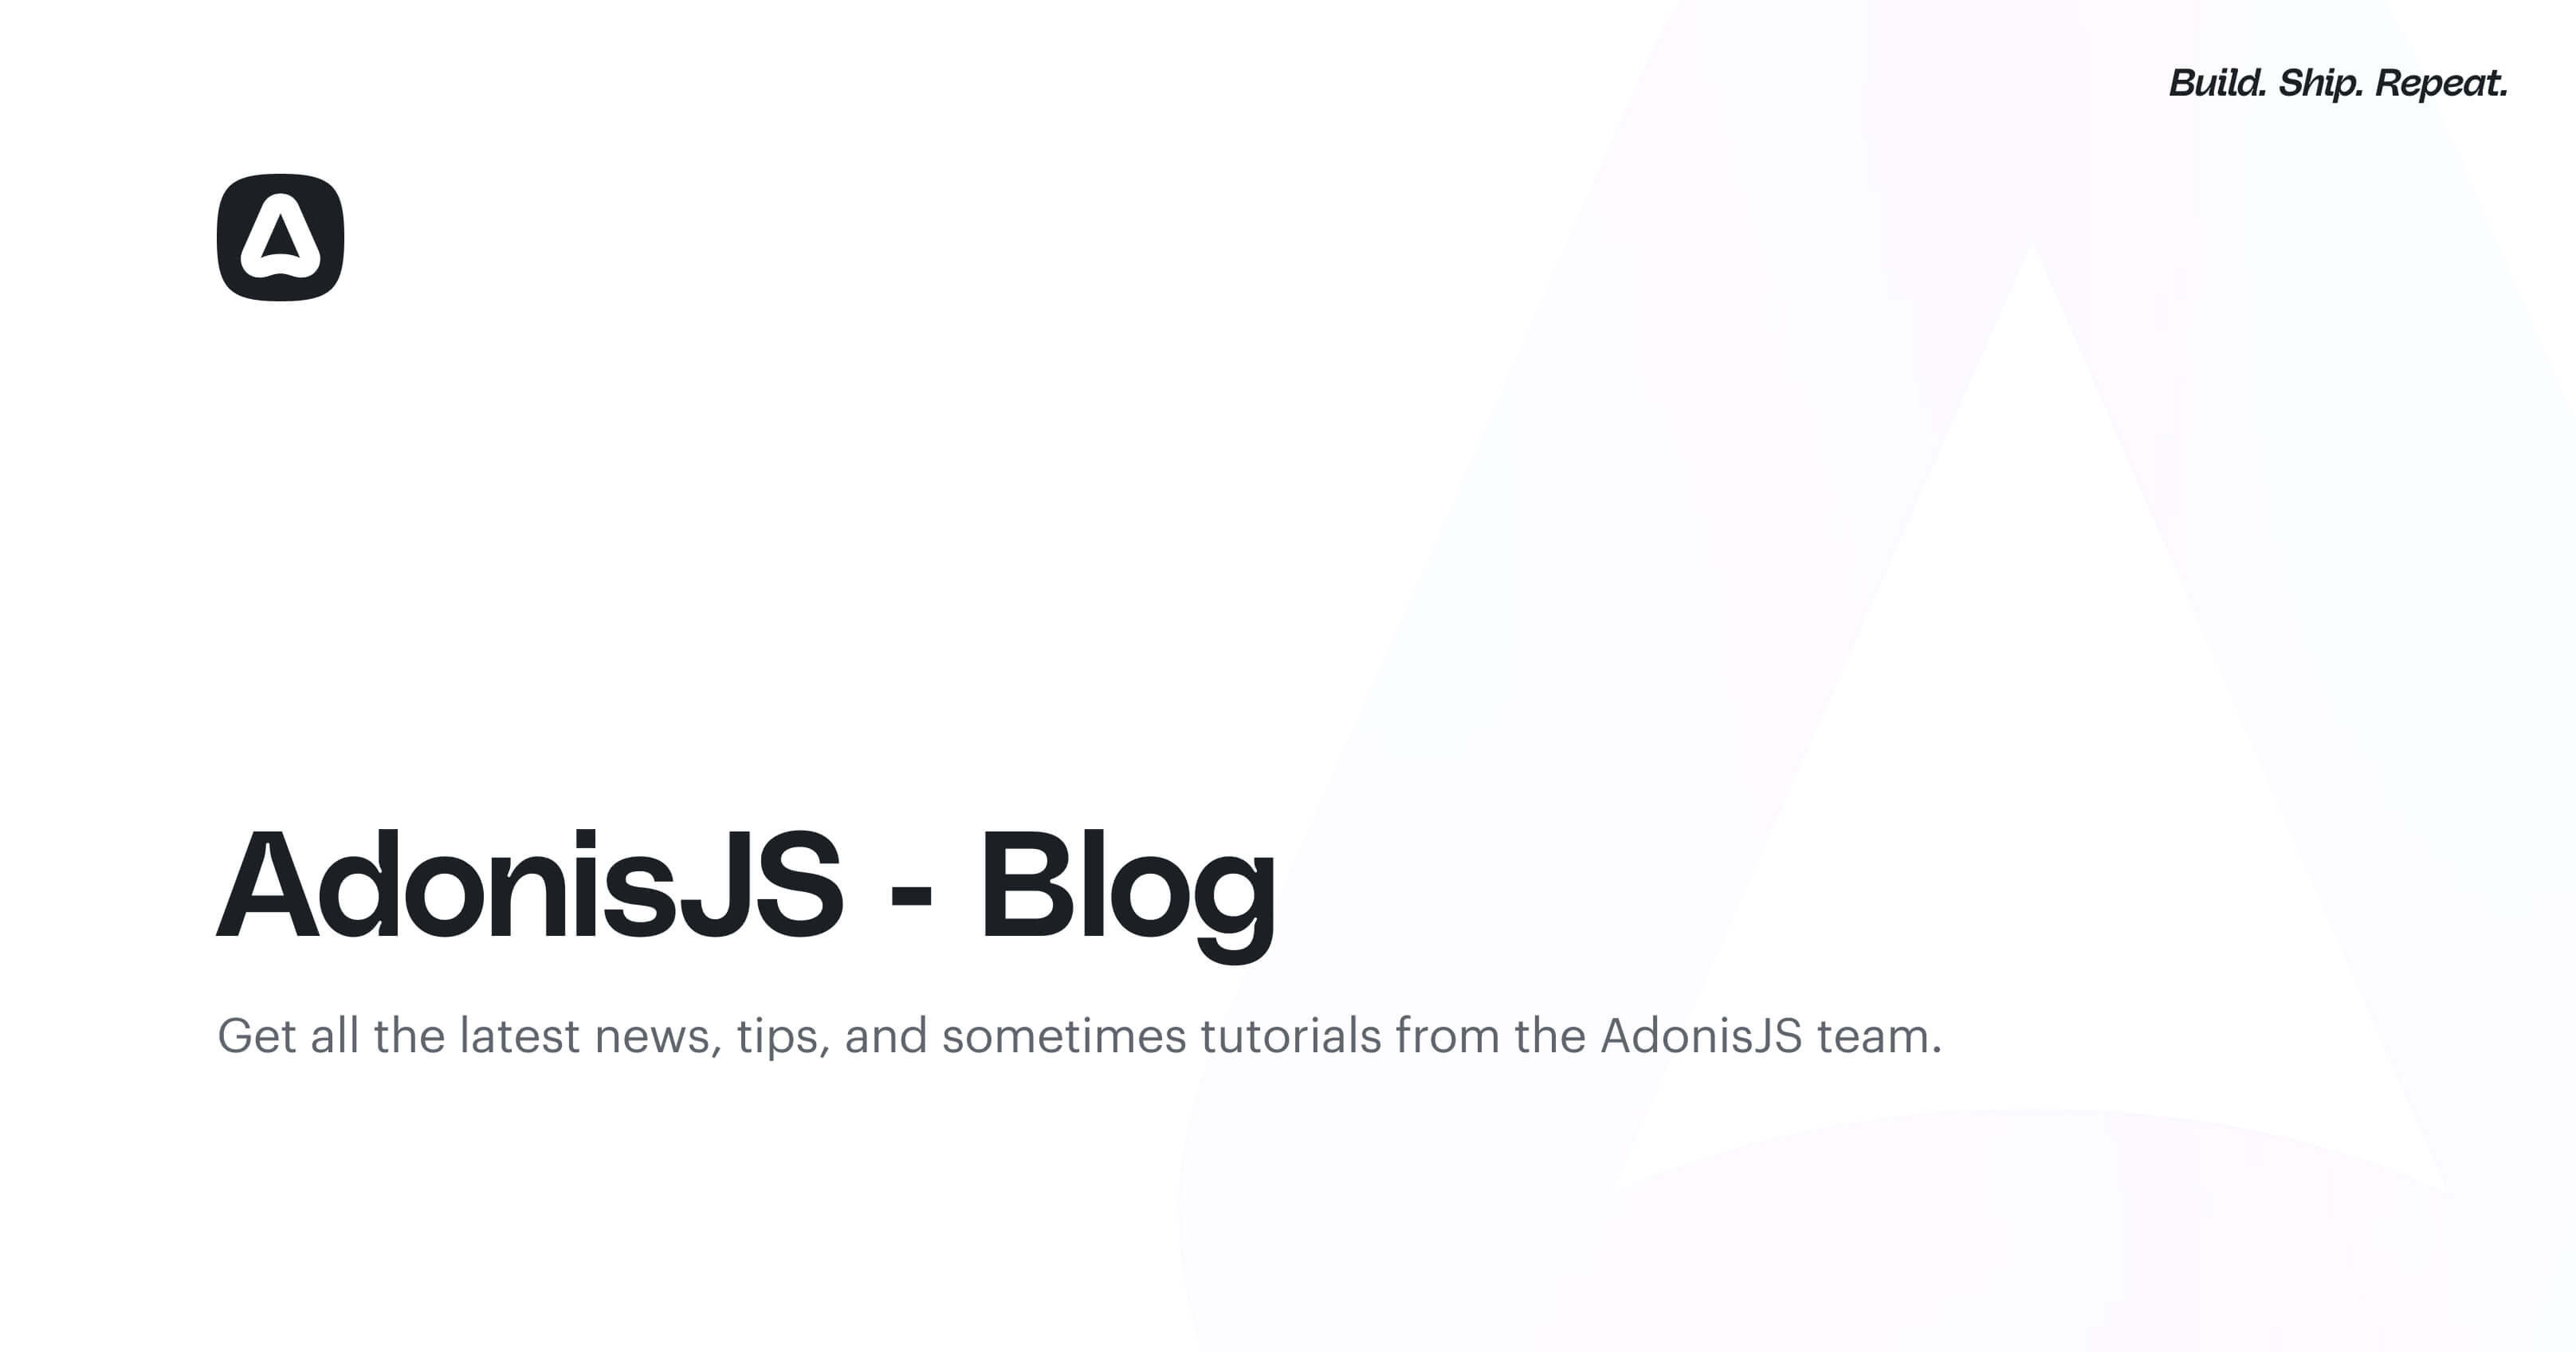 Build. Ship. Repeat.
AdonisJS - Blog
Get all the latest news, tips, and sometimes tutorials from the AdonisJS team.